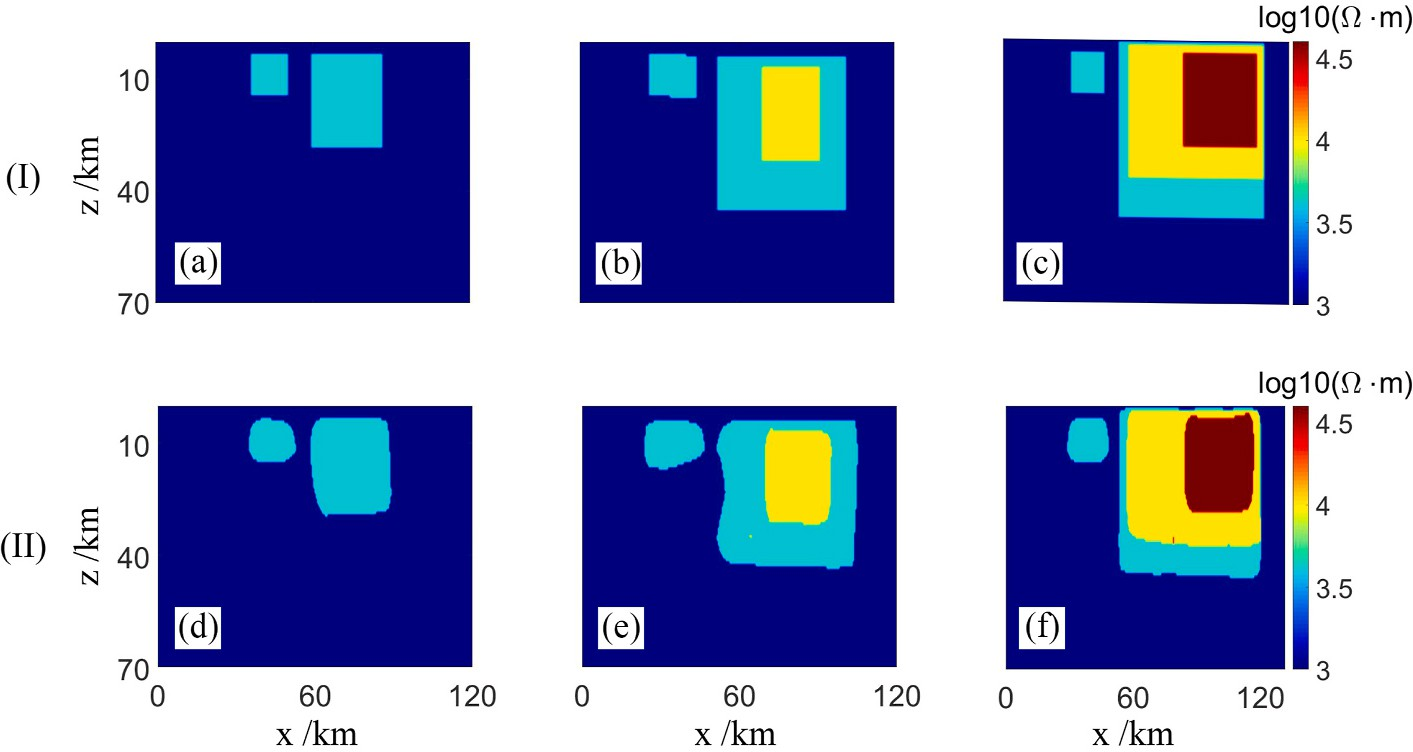 log10(Ω ·m)
(I)
z /km
10
40
70
(a)
(b)
(c)
4.5
4
3.5
3
log10(Ω ·m)
(II)
z /km
10
40
70
(d)
(e)
(f)
4.5
4
3.5
3
0 60 120
0 60 120
0 60 120
x /km
x /km
x /km